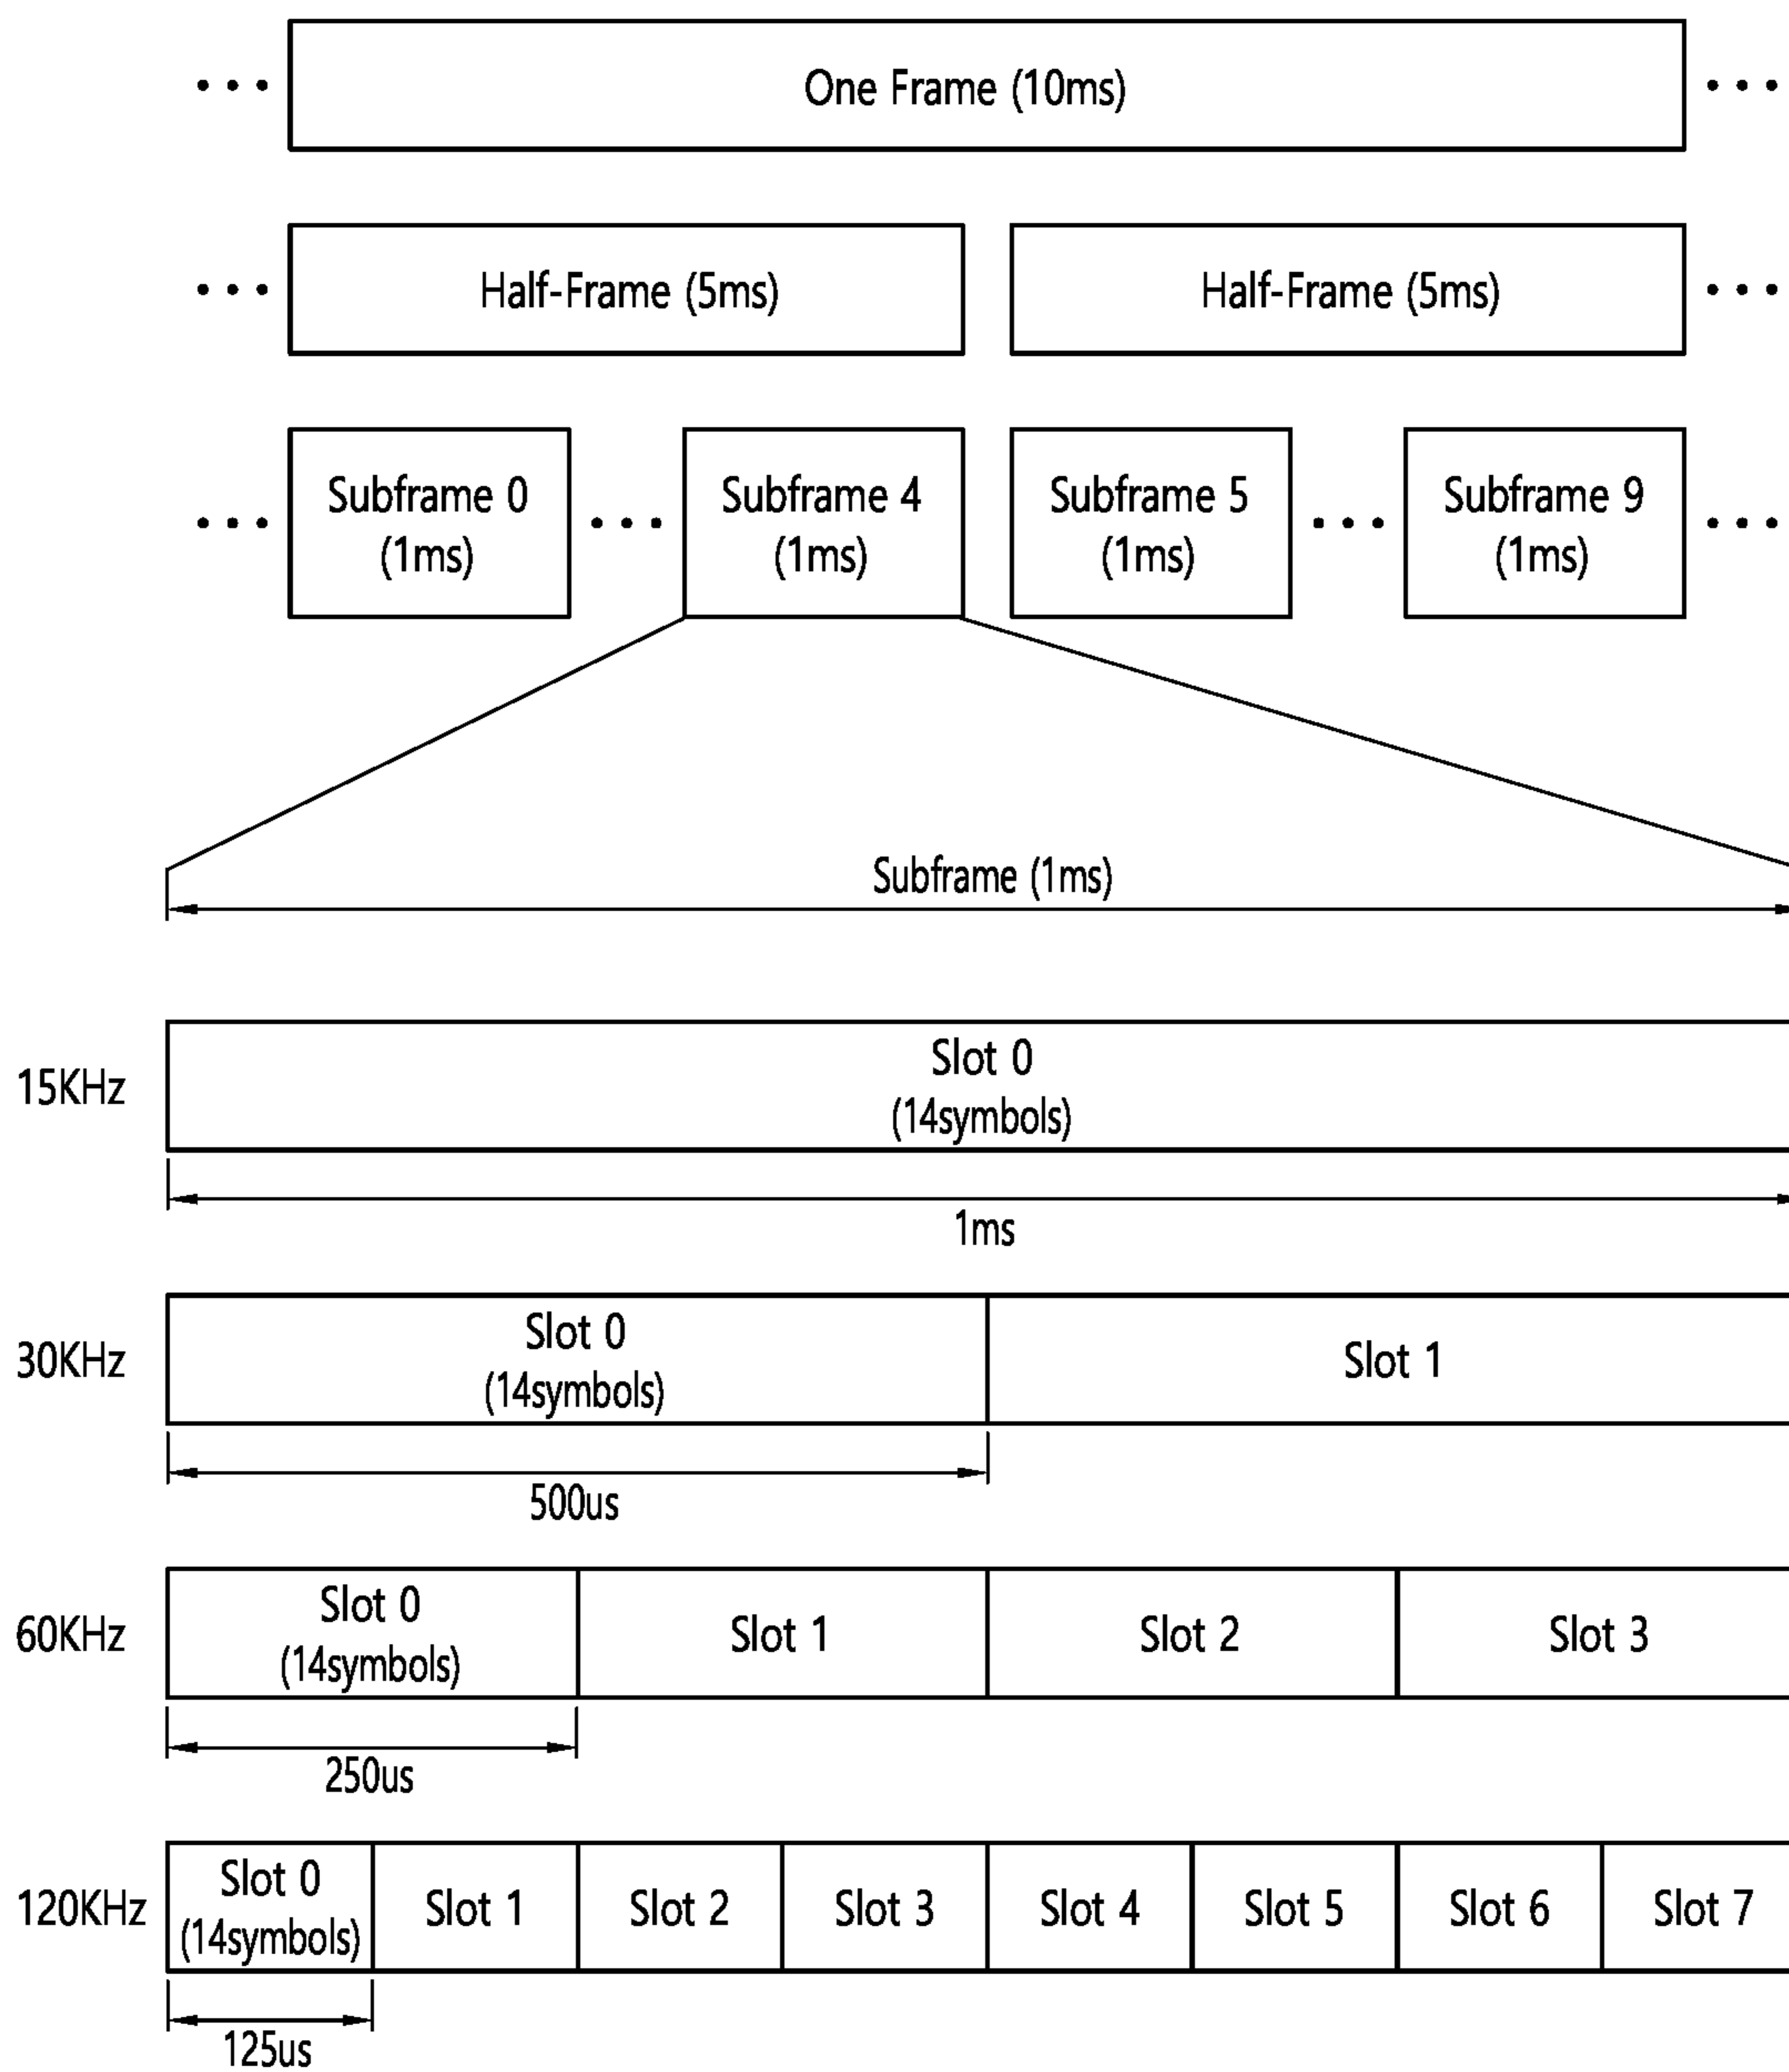 One Frame (10ms)
Half-Frame (5ms)
Half-Frame (5ms)
Subframe 0
(1ms)
Subframe 4
(1ms)
Subframe 5
(1ms)
Subframe 9
(1ms)
Subframe (1ms)
15KHz
Slot 0
(14symbols)
1ms
30KHz
Slot 0
(14symbols)
Slot 1
500us
60KHz
Slot 0
(14symbols)
Slot 1
Slot 2
Slot 3
250us
120KHz
Slot 0
(14symbols)
Slot 1
Slot 2
Slot 3
Slot 4
Slot 5
Slot 6
Slot 7
125us